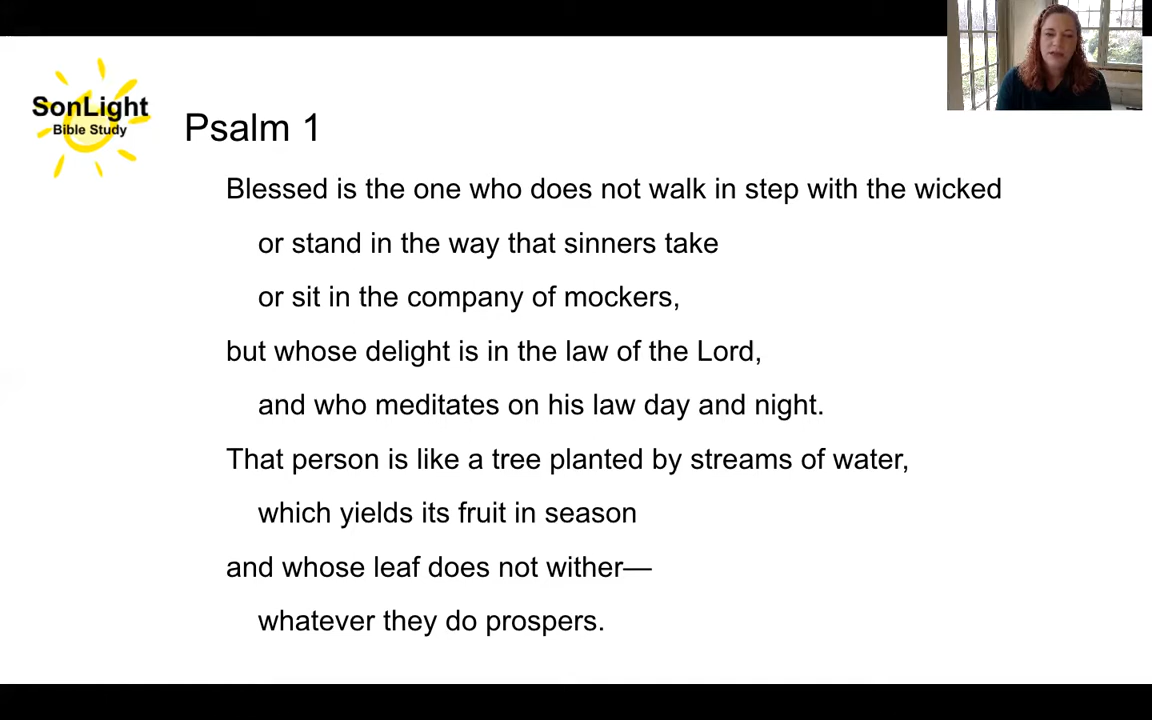 SonLight
Bible Study
Psalm 1
Blessed is the one who does not walk in step with the wicked
or stand in the way that sinners take
or sit in the company of mockers,
but whose delight is in the law of the Lord,
and who meditates on his law day and night.
That person is like a tree planted by streams of water,
which yields its fruit in season
and whose leaf does not wither—
whatever they do prospers.